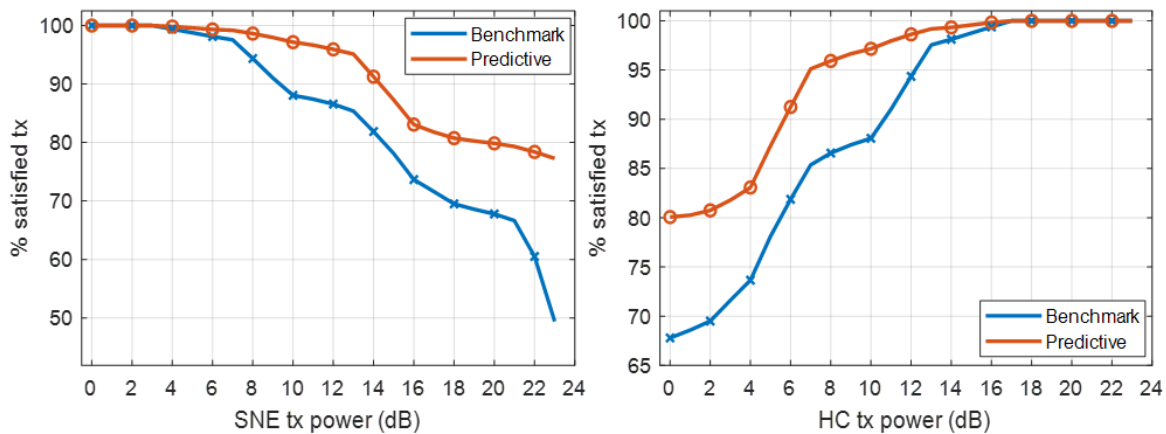 % satisfied tx
100
90
80
70
60
50
0 2 4 6 8 10 12 14 16 18 20 22 24
SNE tx power (dB)
Benchmark
Predictive
% satisfied tx
100
95
90
85
80
75
70
65
0 2 4 6 8 10 12 14 16 18 20 22 24
HC tx power (dB)
Benchmark
Predictive